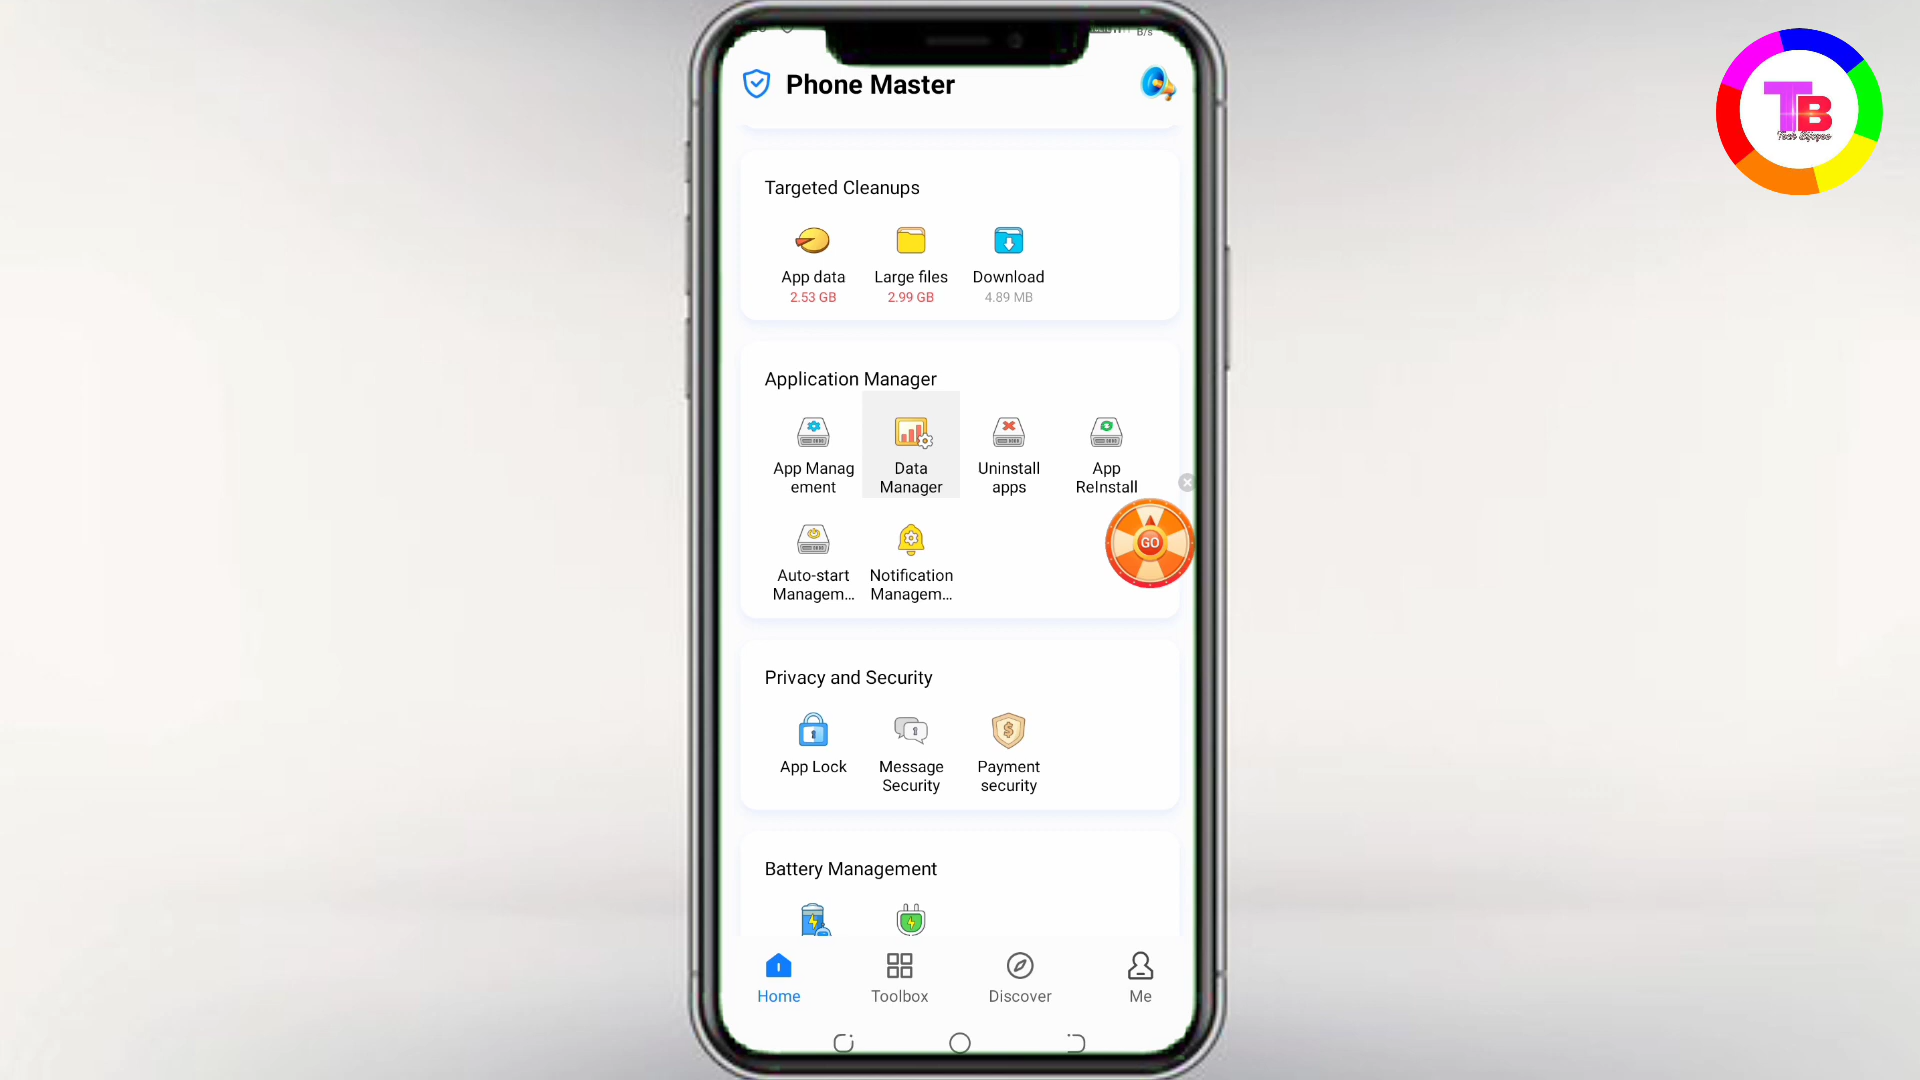 B/s
Phone Master
TB
Targeted Cleanups
App data
Large files
Download
2.53 GB
2.99 GB
4.89 MB
Application Manager
App Manag
ement
Data
Manager
Uninstall
apps
App
ReInstall
GO
Auto-start
Managem...
Notification
Managem...
Privacy and Security
App Lock
Message
Security
Payment
security
Battery Management
Home
Toolbox
Discover
Me